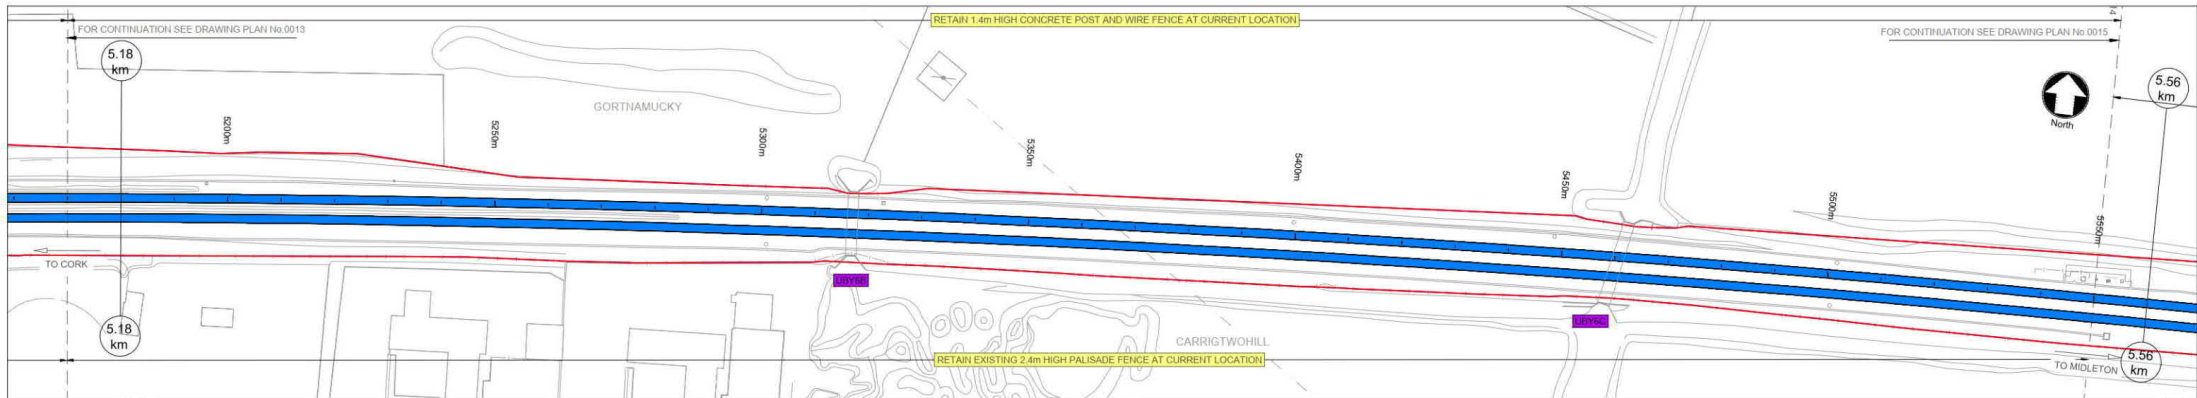 RETAIN 1.4m HIGH CONCRETE POST AND WIRE FENCE AT CURRENT LOCATION
FOR CONTINUATION SEE DRAWING PLAN No.0013
FOR CONTINUATION SEE DRAWING PLAN No.0015
5.18
km
5.56
km
North
GORTNAMUCKY
5200m
5250m
5300m
5350m
5400m
5450m
5500m
5550m
TO CORK
UBY6B
UBY6C
5.18
km
CARRIGTWOHILL
RETAIN EXISTING 2.4m HIGH PALISADE FENCE AT CURRENT LOCATION
TO MIDLETON
5.56
km